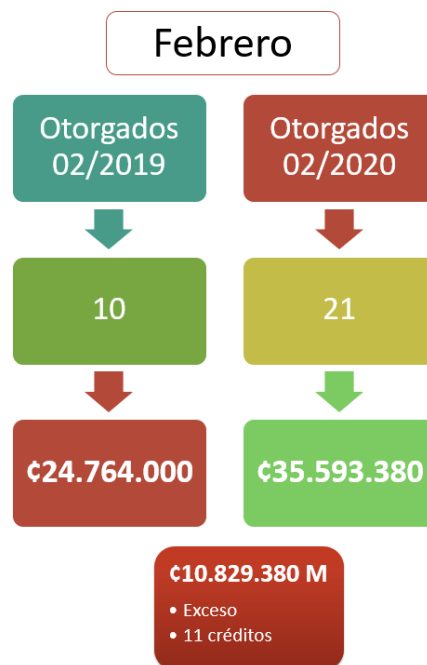 Febrero
Otorgados
02/2019
Otorgados
02/2020
10
21
¢24.764.000
¢35.593.380
¢10.829.380 M
• Exceso
• 11 créditos